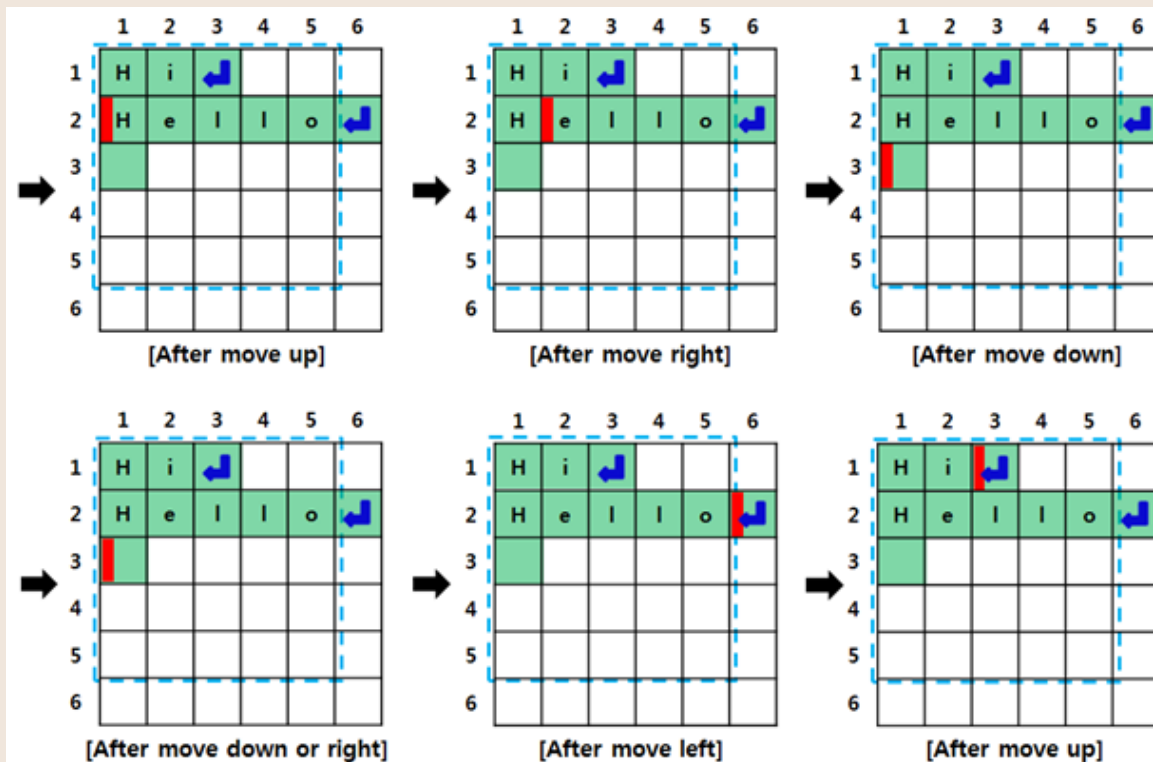 1 2 3 4 5 6
1 2 3 4 5 6
1 2 3 4 5 6
1 H i
1 H i
1 H i
2 H e l l o
2 H e l l o
2 H e l l o
3
3
3
4
4
4
5
5
5
6
6
6
[After move up]
[After move right]
[After move down]
1 2 3 4 5 6
1 2 3 4 5 6
1 2 3 4 5 6
1 H i
1 H i
1 H i
2 H e l l o
2 H e l l o
2 H e l l o
3
3
3
4
4
4
5
5
5
6
6
6
[After move down or right]
[After move left]
[After move up]